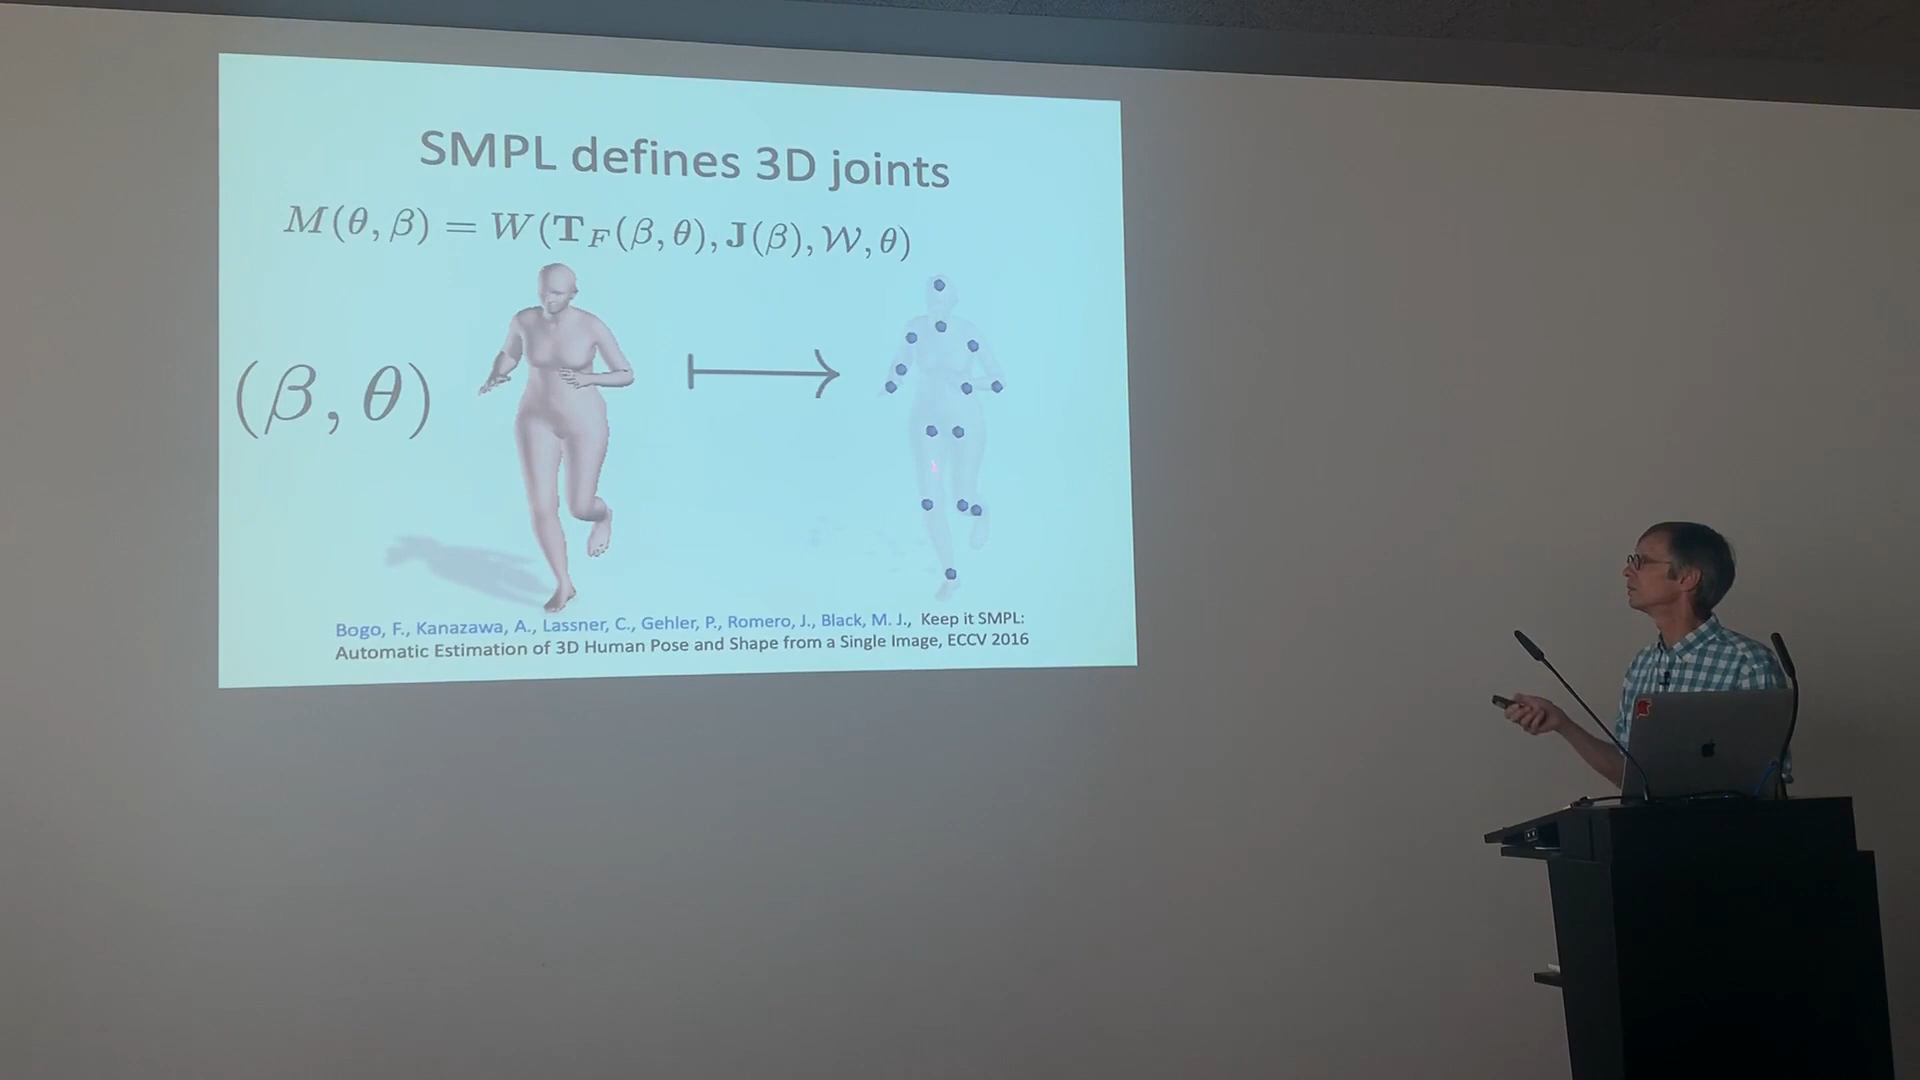 SMPL defines 3D joints
M(θ, β) = W(T_F(β, θ), J(β), 𝒲, θ)
(β, θ)
Bogo, F., Kanazawa, A., Lassner, C., Gehler, P., Romero, J., Black, M. J., Keep it SMPL:
Automatic Estimation of 3D Human Pose and Shape from a Single Image, ECCV 2016